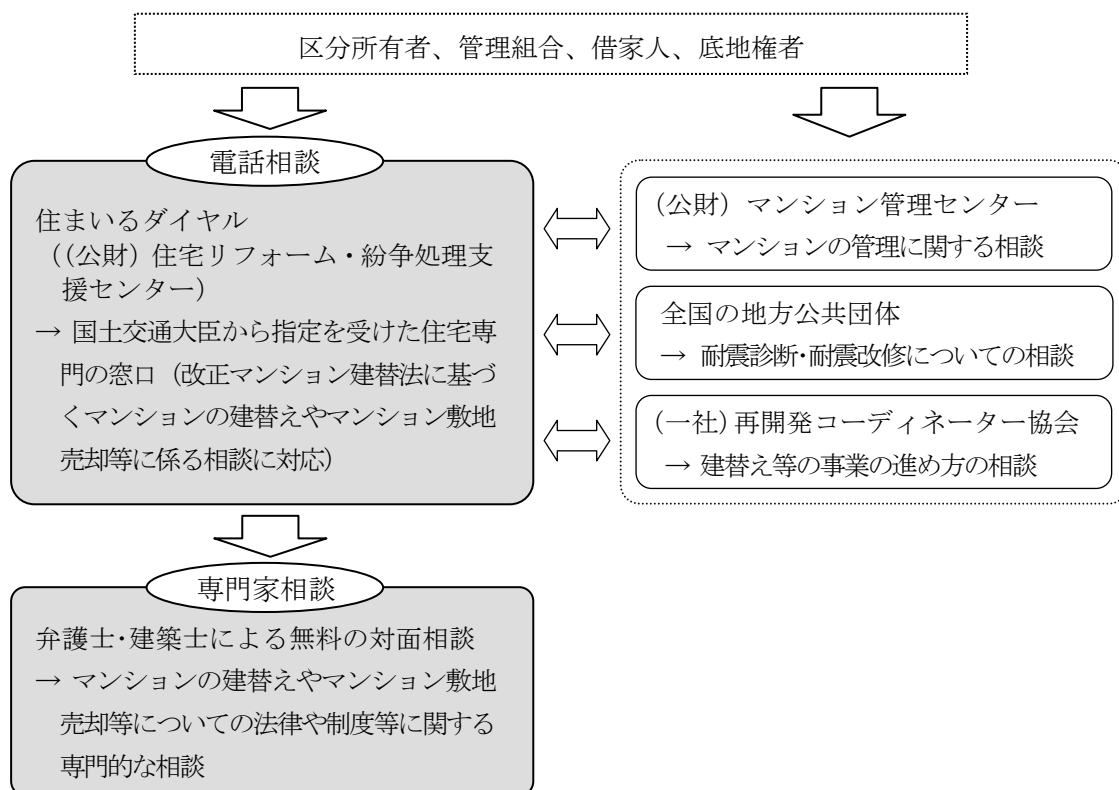 区分所有者、管理組合、借家人、底地権者
電話相談
住まいるダイヤル
((公財)住宅リフォーム・紛争処理支
援センター)
→ 国土交通大臣から指定を受けた住宅専
門の窓口(改正マンション建替法に基づ
くマンションの建替えやマンション敷地
売却等に係る相談に対応)
(公財)マンション管理センター
→ マンションの管理に関する相談
全国の地方公共団体
→ 耐震診断・耐震改修についての相談
(一社)再開発コーディネーター協会
→ 建替え等の事業の進め方の相談
専門家相談
弁護士・建築士による無料の対面相談
→ マンションの建替えやマンション敷地
売却等についての法律や制度等に関する
専門的な相談